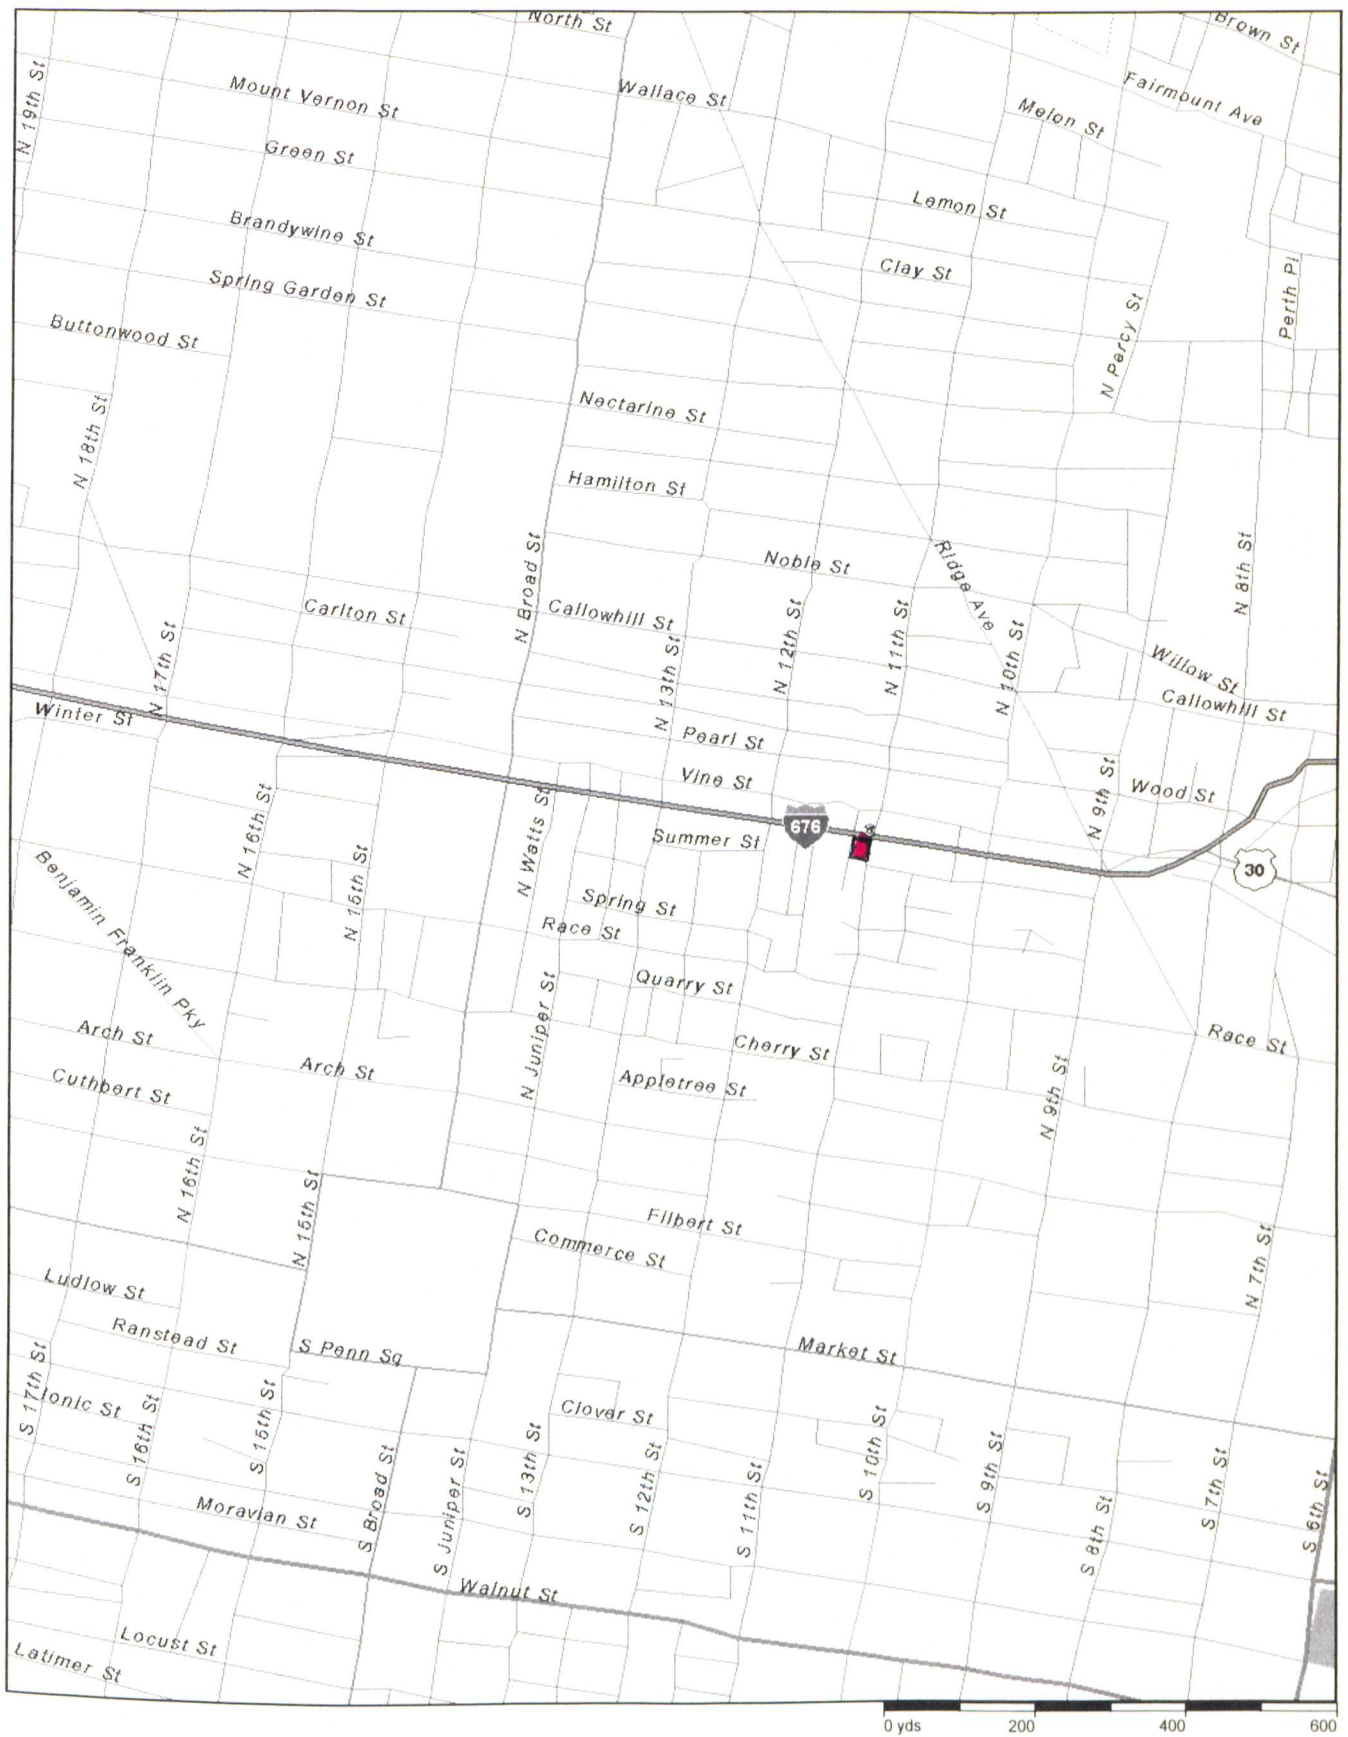 North St
Brown St
N 19th St
Mount Vernon St
Wallace St
Fairmount Ave
Melon St
Green St
Lemon St
Brandywine St
Clay St
Spring Garden St
Perth Pl
Buttonwood St
N Percy St
Nectarine St
N 18th St
Hamilton St
N Broad St
Noble St
Ridge Ave
N 8th St
Carlton St
Callowhill St
N 12th St
N 11th St
N 10th St
N 17th St
N 13th St
Willow St
Callowhill St
Winter St
Pearl St
Vine St
Wood St
N 16th St
N Watts St
676
Summer St
N 9th St
30
Benjamin Franklin Pky
N 15th St
Spring St
Race St
Quarry St
N Juniper St
Arch St
Cherry St
Race St
Arch St
Cuthbert St
Appletree St
N 9th St
N 16th St
N 15th St
Filbert St
Commerce St
N 7th St
Ludlow St
Ranstead St
S Penn Sq
Market St
S 17th St
Ionic St
S 16th St
S 15th St
Clover St
S Broad St
S Juniper St
S 13th St
S 12th St
S 11th St
S 10th St
S 9th St
S 8th St
S 7th St
S 6th St
Moravian St
Walnut St
Locust St
Latimer St
0 yds 200 400 600